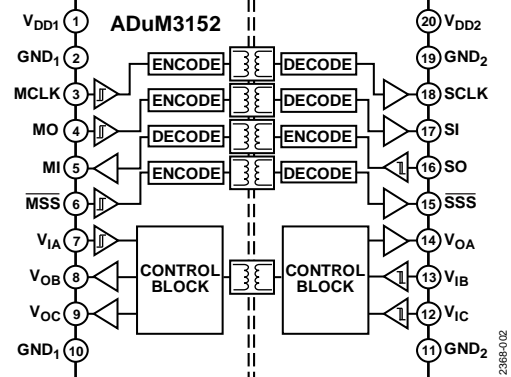 ADuM3152
VDD1 1
20 VDD2
GND1 2
19 GND2
ENCODE DECODE
MCLK 3
18 SCLK
ENCODE DECODE
MO 4
17 SI
DECODE ENCODE
MI 5
16 SO
ENCODE DECODE
MSS 6
15 SSS
VIA 7
14 VOA
CONTROL BLOCK
CONTROL BLOCK
VOB 8
13 VIB
VOC 9
12 VIC
GND1 10
11 GND2
2368-002